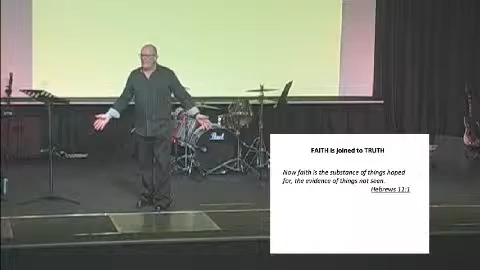 FAITH is joined to TRUTH
Now faith is the substance of things hoped
for, the evidence of things not seen.
Hebrews 11:1
Pearl